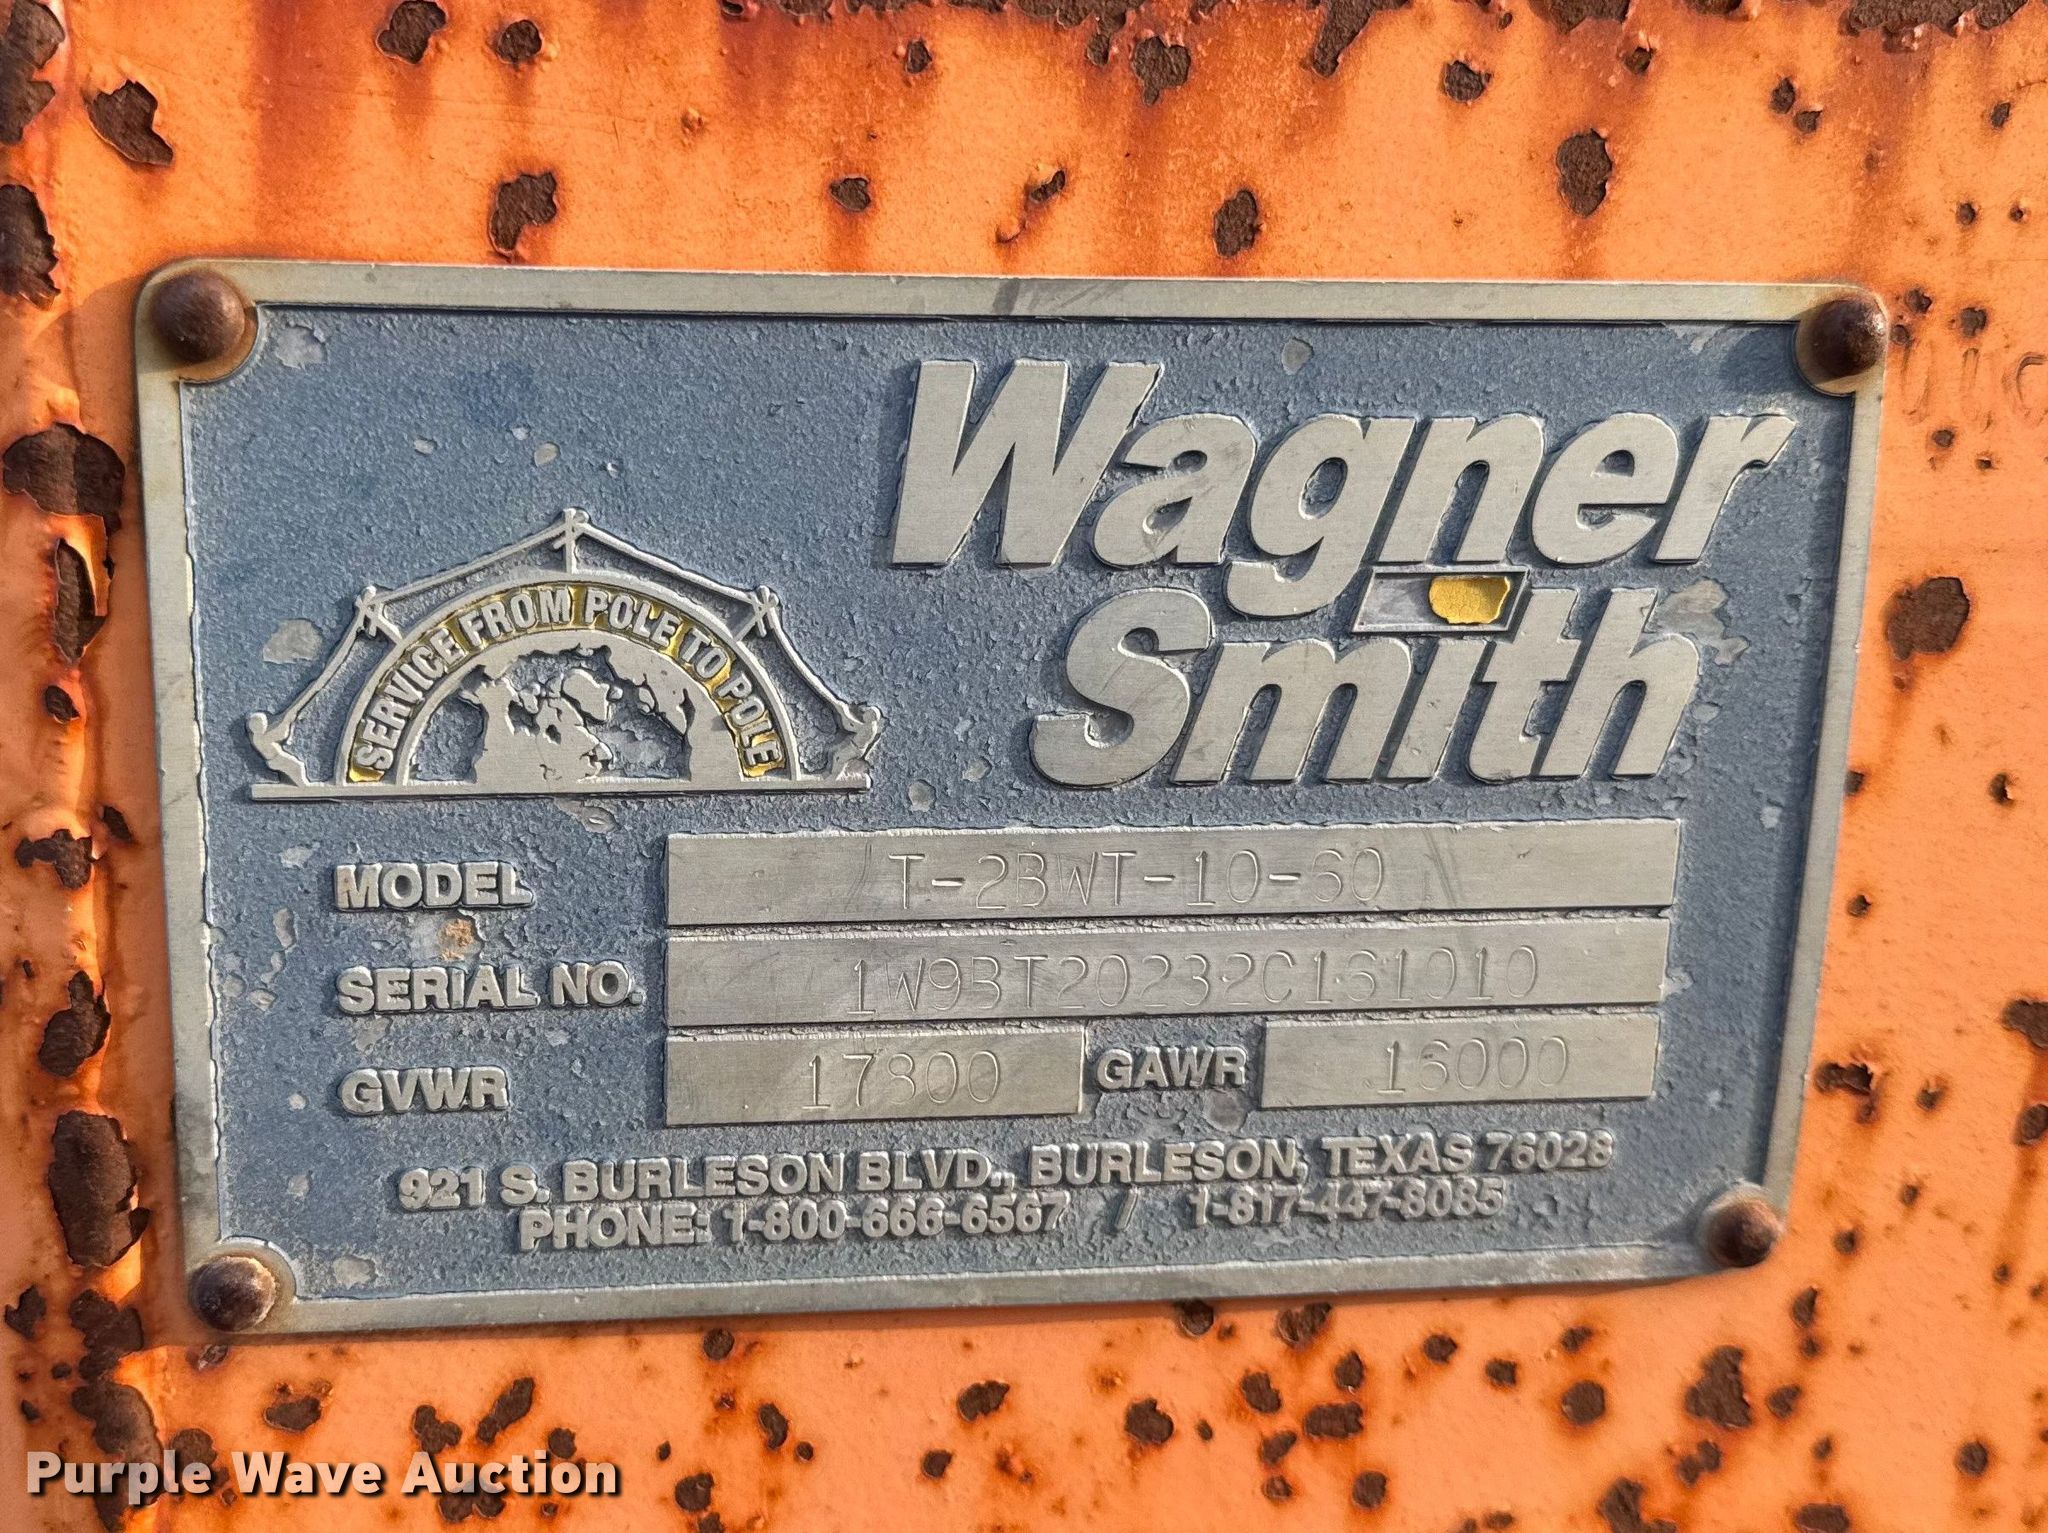 Wagner
Smith
SERVICE FROM POLE TO POLE
MODEL T-2BWT-10-60
SERIAL NO. 1W9BT20232C161010
GVWR 17800 GAWR 16000
921 S. BURLESON BLVD., BURLESON, TEXAS 76028
PHONE: 1-800-666-6567 / 1-817-447-8085
Purple Wave Auction